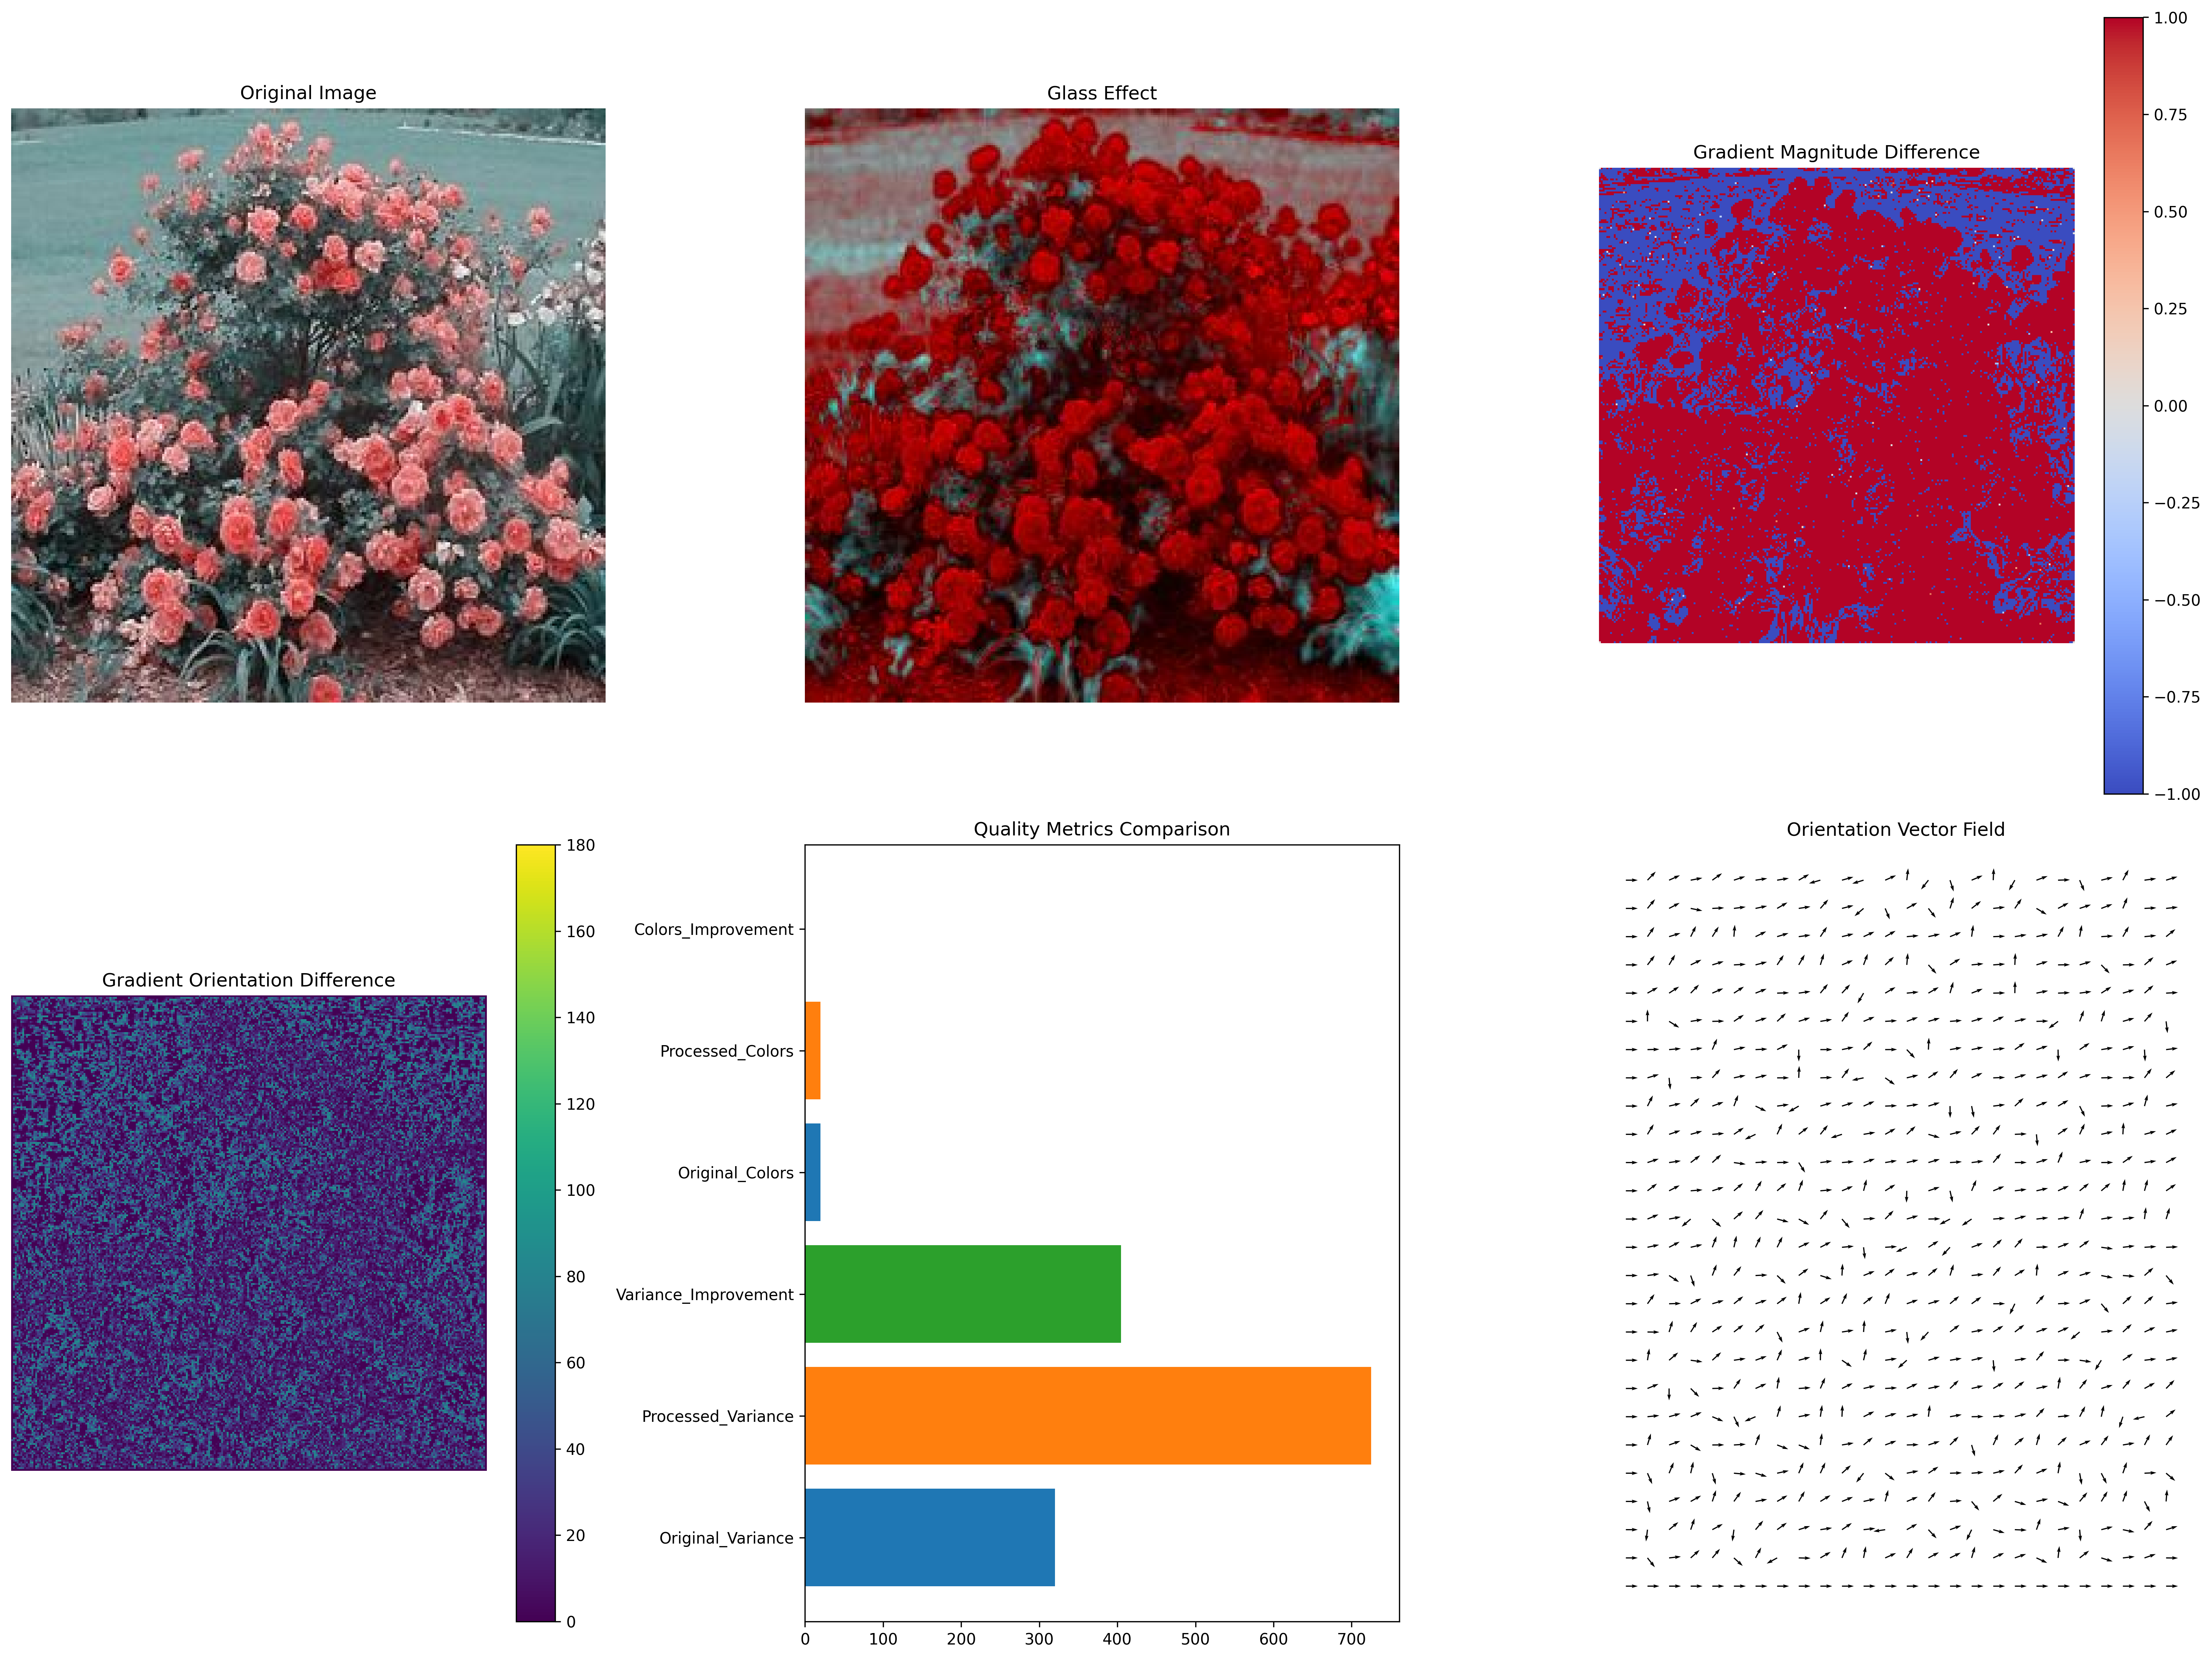 Original Image
Glass Effect
Gradient Magnitude Difference
1.00
0.75
0.50
0.25
0.00
−0.25
−0.50
−0.75
−1.00
Gradient Orientation Difference
180
160
140
120
100
80
60
40
20
0
Quality Metrics Comparison
Colors_Improvement
Processed_Colors
Original_Colors
Variance_Improvement
Processed_Variance
Original_Variance
0 100 200 300 400 500 600 700
Orientation Vector Field